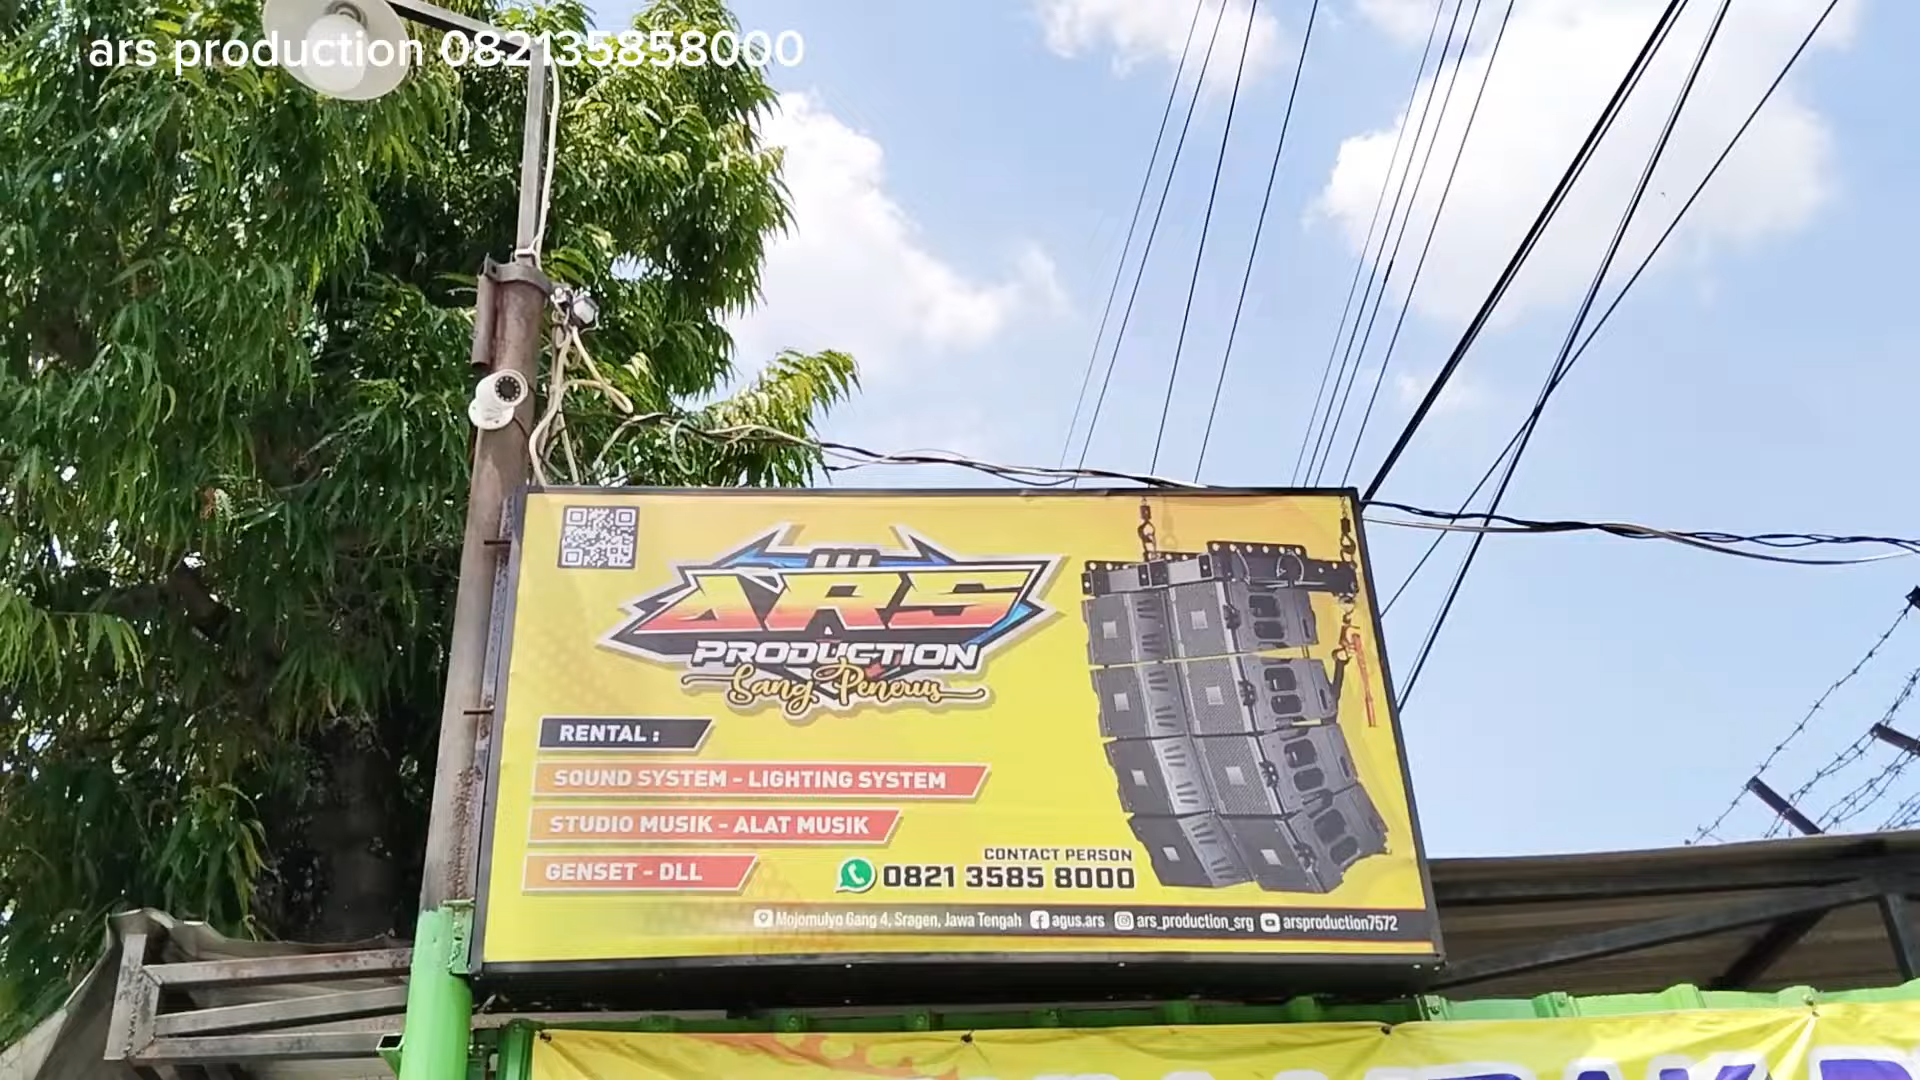 ars production 082135858000
ARS
PRODUCTION
Sang Penerus
RENTAL :
SOUND SYSTEM - LIGHTING SYSTEM
STUDIO MUSIK - ALAT MUSIK
GENSET - DLL
CONTACT PERSON
0821 3585 8000
Mojomulyo Gang 4, Sragen, Jawa Tengah agus.ars ars_production_srg arsproduction7572